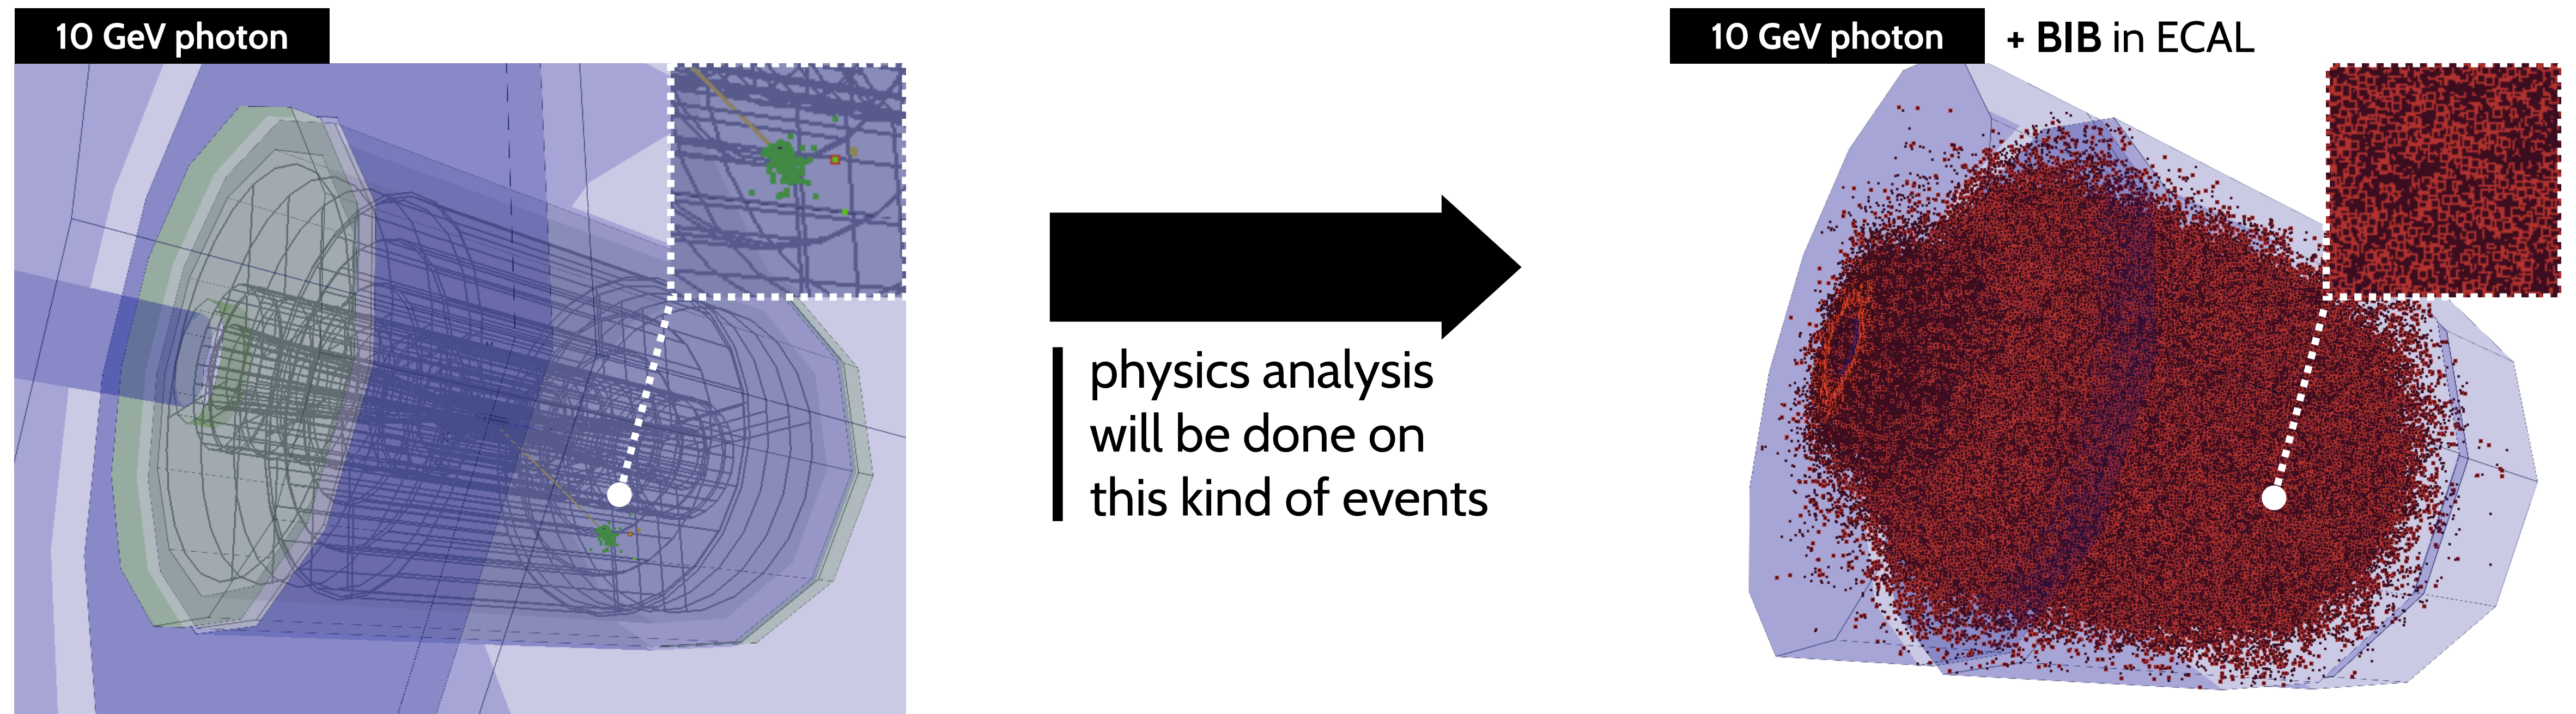 10 GeV photon
physics analysis
will be done on
this kind of events
10 GeV photon + BIB in ECAL